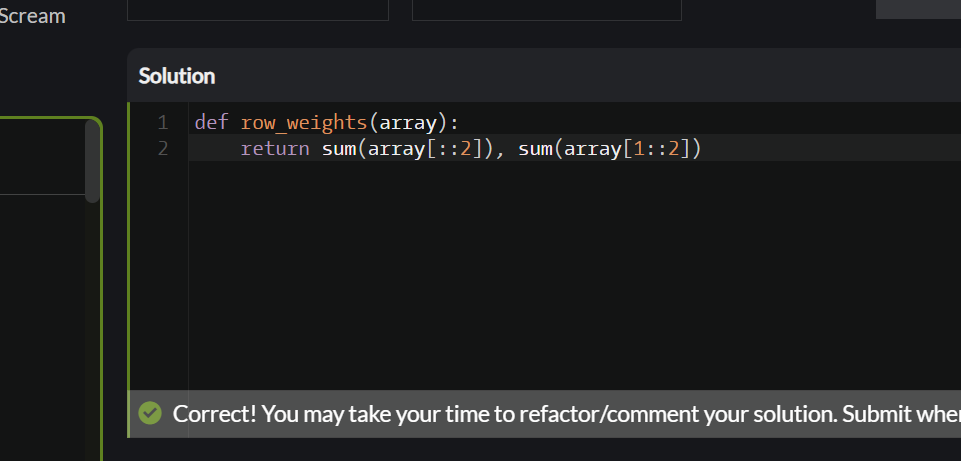 Scream
Solution
1 def row_weights(array):
2     return sum(array[::2]), sum(array[1::2])
Correct! You may take your time to refactor/comment your solution. Submit when